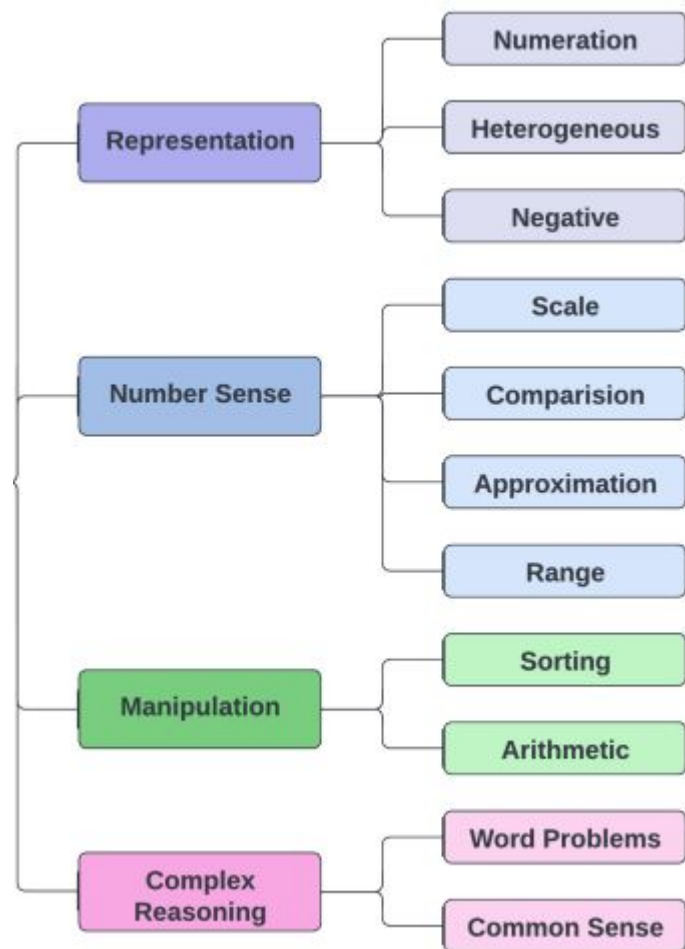 Numeration
Representation
Heterogeneous
Negative
Scale
Number Sense
Comparision
Approximation
Range
Sorting
Manipulation
Arithmetic
Word Problems
Complex
Reasoning
Common Sense